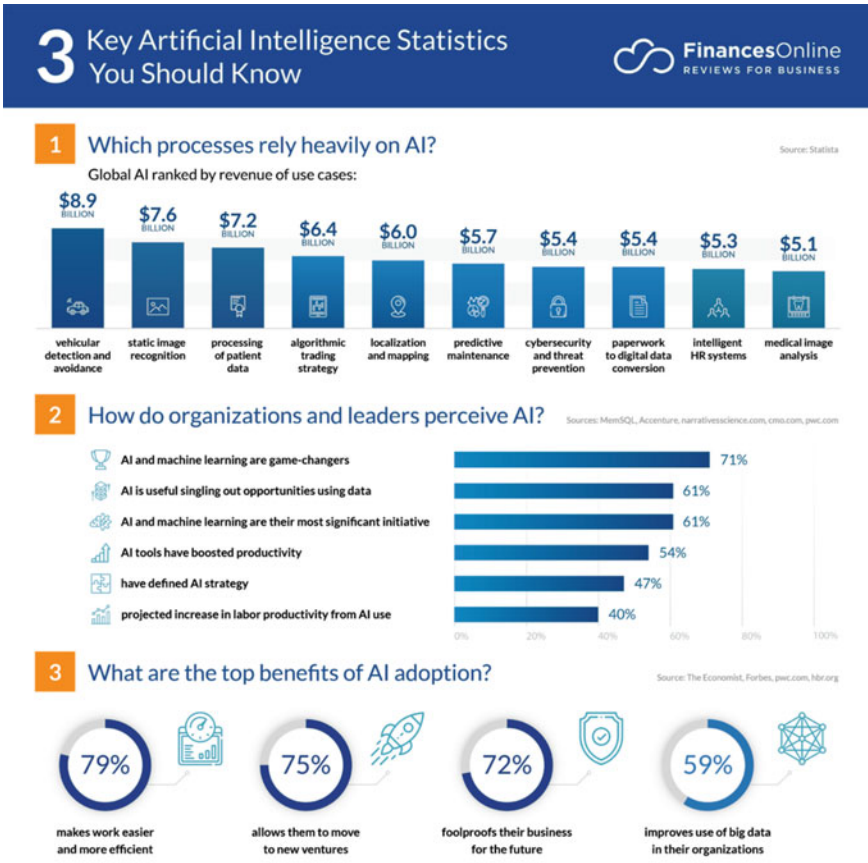 3 Key Artificial Intelligence Statistics
You Should Know
FinancesOnline
REVIEWS FOR BUSINESS
1 Which processes rely heavily on AI?
Source: Statista
Global AI ranked by revenue of use cases:
$8.9
BILLION
$7.6
BILLION
$7.2
BILLION
$6.4
BILLION
$6.0
BILLION
$5.7
BILLION
$5.4
BILLION
$5.4
BILLION
$5.3
BILLION
$5.1
BILLION
vehicular
detection and
avoidance
static image
recognition
processing
of patient
data
algorithmic
trading
strategy
localization
and mapping
predictive
maintenance
cybersecurity
and threat
prevention
paperwork
to digital data
conversion
intelligent
HR systems
medical image
analysis
2 How do organizations and leaders perceive AI?
Sources: MemSQL, Accenture, narrativesscience.com, cmo.com, pwc.com
AI and machine learning are game-changers 71%
AI is useful singling out opportunities using data 61%
AI and machine learning are their most significant initiative 61%
AI tools have boosted productivity 54%
have defined AI strategy 47%
projected increase in labor productivity from AI use 40%
0% 20% 40% 60% 80% 100%
3 What are the top benefits of AI adoption?
Source: The Economist, Forbes, pwc.com, hbr.org
79%
makes work easier
and more efficient
75%
allows them to move
to new ventures
72%
foolproofs their business
for the future
59%
improves use of big data
in their organizations